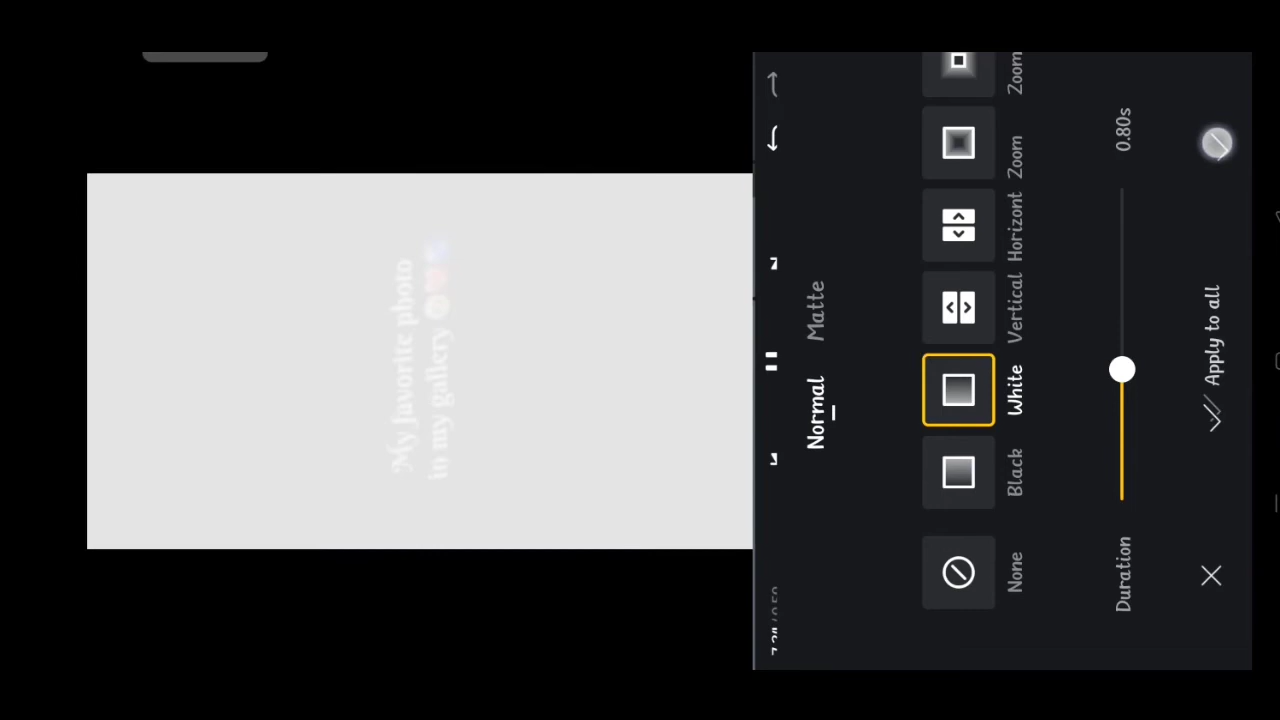 My favorite photo
in my gallery 🥺❤️🦋
Normal
Matte
None
Black
White
Vertical
Horizont
Zoom
Zoom
Duration
0.80s
Apply to all